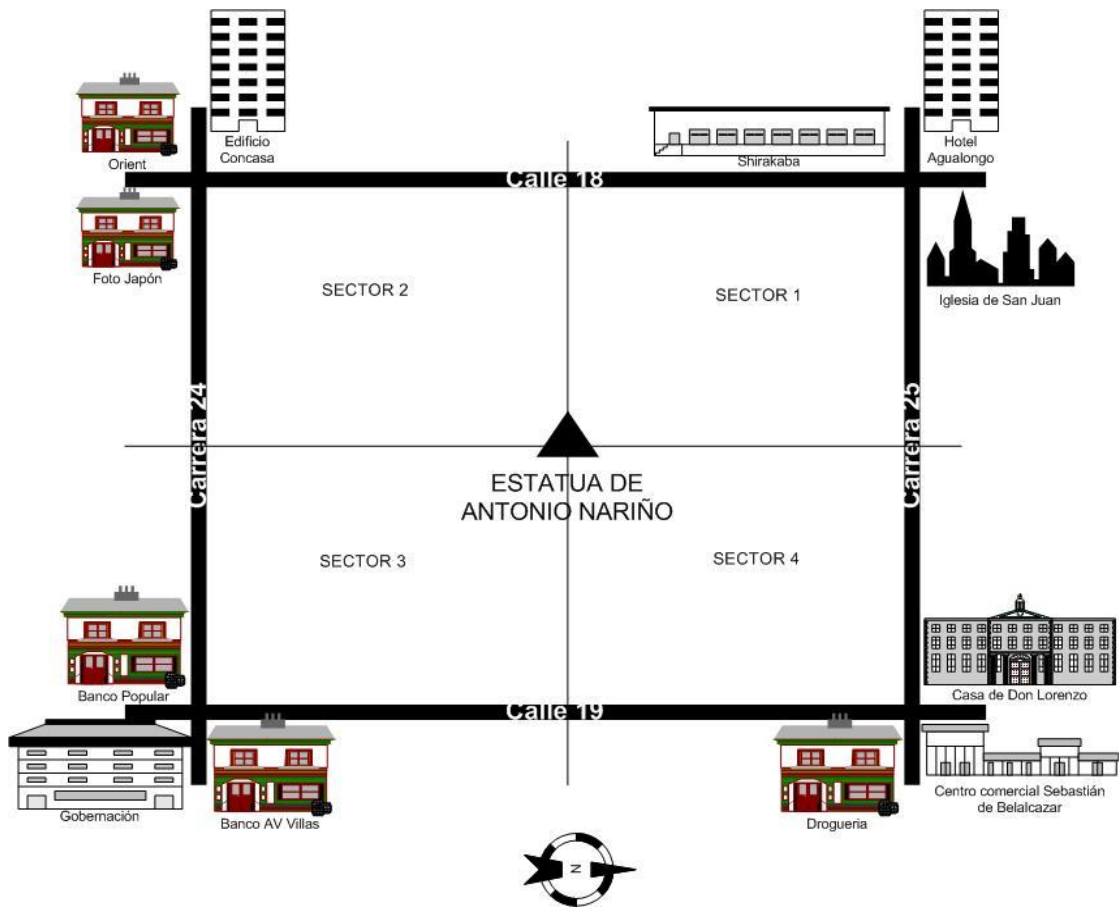 Edificio
Concasa
Orient
Shirakaba
Hotel
Agualongo
Calle 18
Foto Japón
SECTOR 2
SECTOR 1
Iglesia de San Juan
Carrera 24
Carrera 25
ESTATUA DE
ANTONIO NARIÑO
SECTOR 3
SECTOR 4
Banco Popular
Casa de Don Lorenzo
Calle 19
Gobernación
Banco AV Villas
Drogueria
Centro comercial Sebastián
de Belalcazar
N